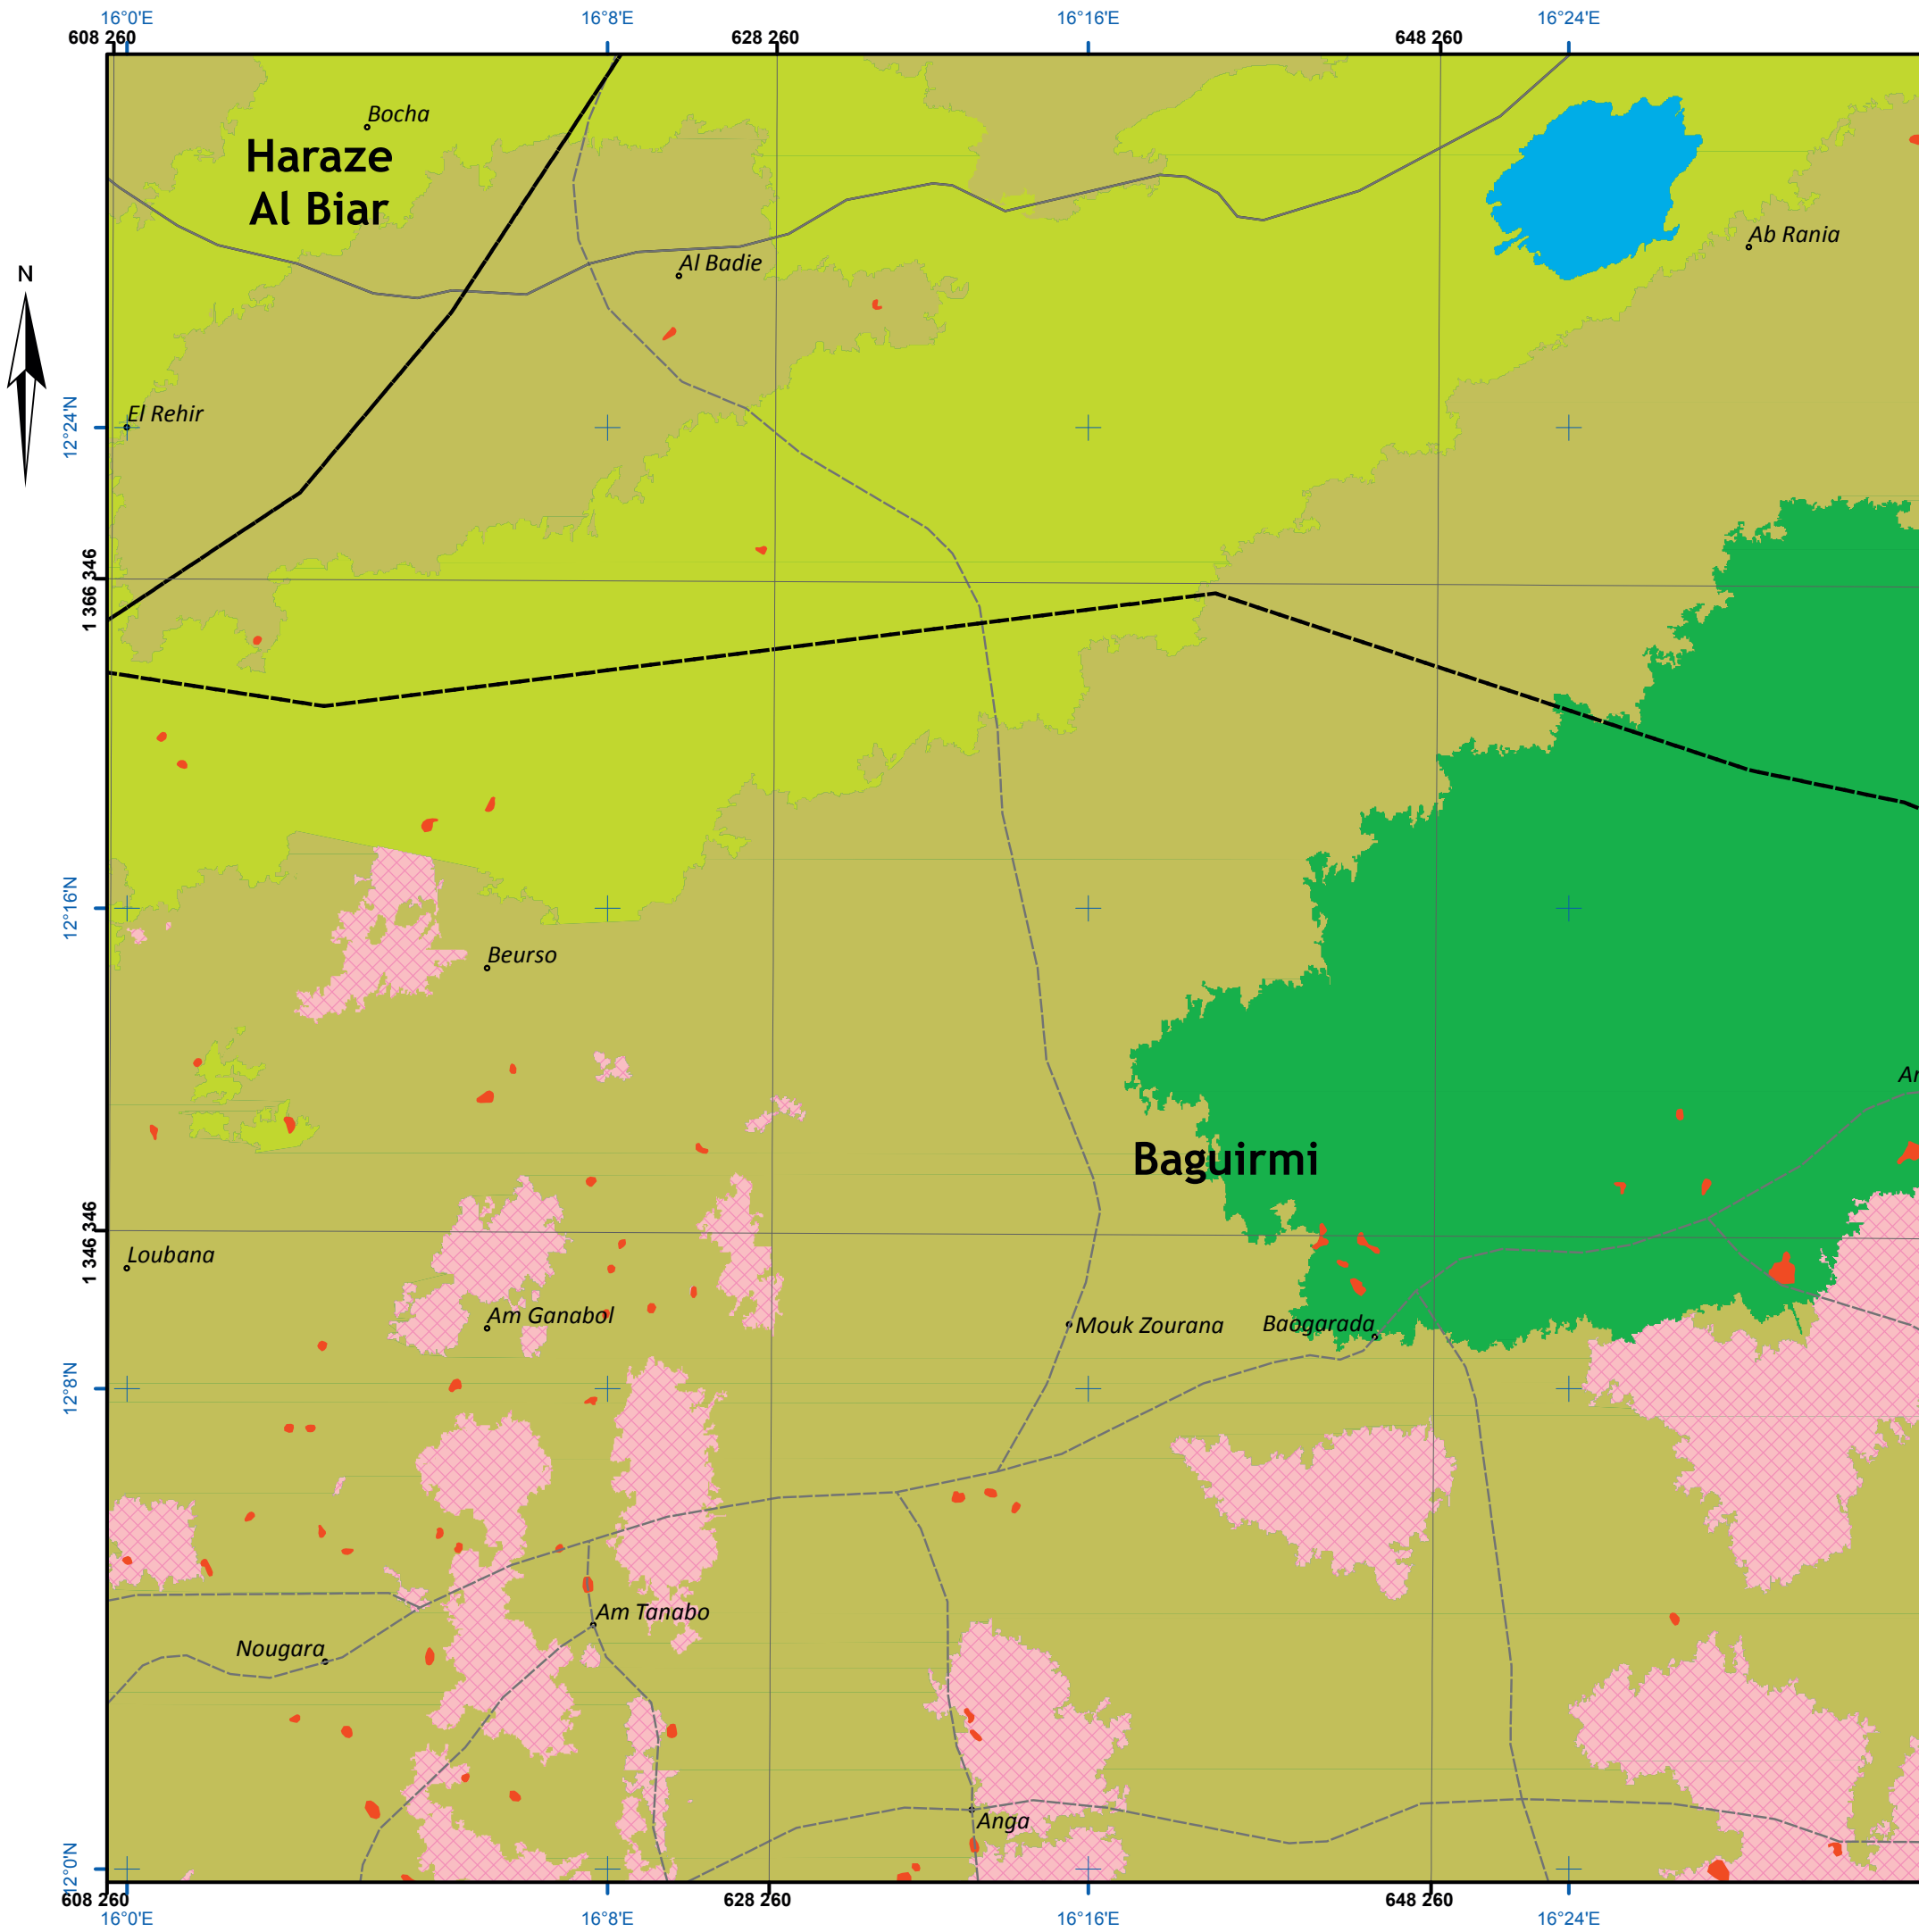 16°0'E 16°8'E 16°16'E 16°24'E
608 260 628 260 648 260
Bocha
Haraze
Al Biar
Ab Rania
Al Badie
N
El Rehir
12°24'N
1 366 346
12°16'N
Beurso
Ar
Baguirmi
1 346 346
Loubana
Am Ganabol
Mouk Zourana
Baogarada
12°8'N
Am Tanabo
Nougara
Anga
12°0'N
608 260 628 260 648 260
16°0'E 16°8'E 16°16'E 16°24'E